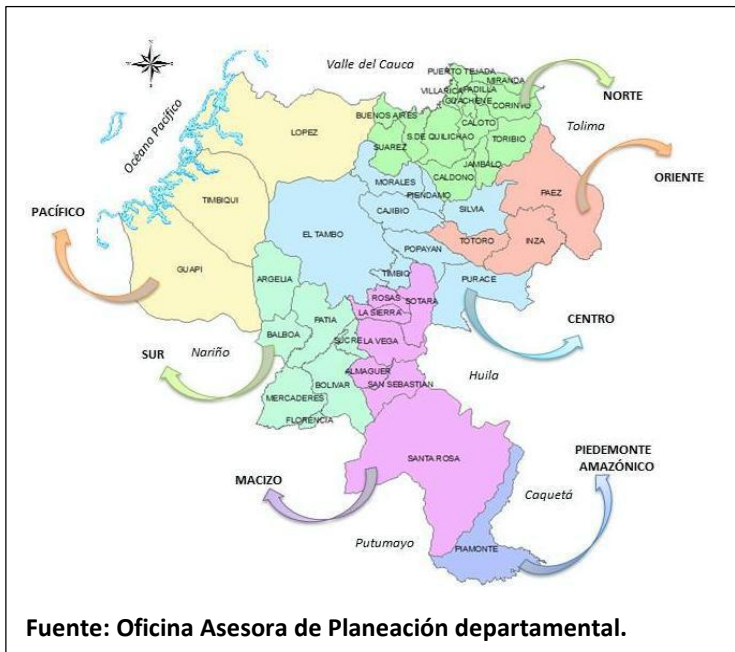 Valle del Cauca
PUERTO TEJADA
MIRANDA
VILLARICA
PADILLA
GUACHENE
CORINTO
NORTE
Océano Pacífico
LOPEZ
BUENOS AIRES
S DE QUILICHAO
CALOTO
TORIBIO
Tolima
SUAREZ
JAMBALO
CALDONO
ORIENTE
MORALES
PIENDAMO
PAEZ
TIMBIQUI
CAJIBIO
SILVIA
PACÍFICO
EL TAMBO
TOTORO
INZA
POPAYAN
GUAPI
ARGELIA
TIMBIO
PURACE
ROSAS
SOTARA
LA SIERRA
PATIA
CENTRO
BALBOA
SUCRE
LA VEGA
SUR
Nariño
ALMAGUER
Huila
BOLIVAR
SAN SEBASTIAN
MERCADERES
FLORENCIA
SANTA ROSA
PIEDEMONTE
AMAZÓNICO
MACIZO
Caquetá
Putumayo
PIAMONTE
Fuente: Oficina Asesora de Planeación departamental.